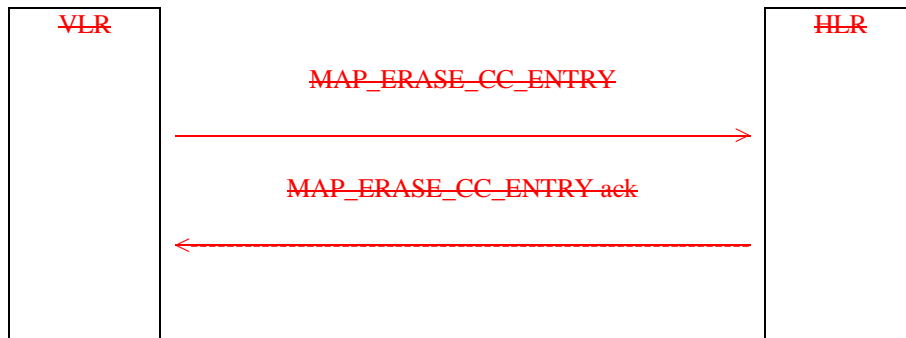 VLR
HLR
MAP_ERASE_CC_ENTRY
MAP_ERASE_CC_ENTRY ack